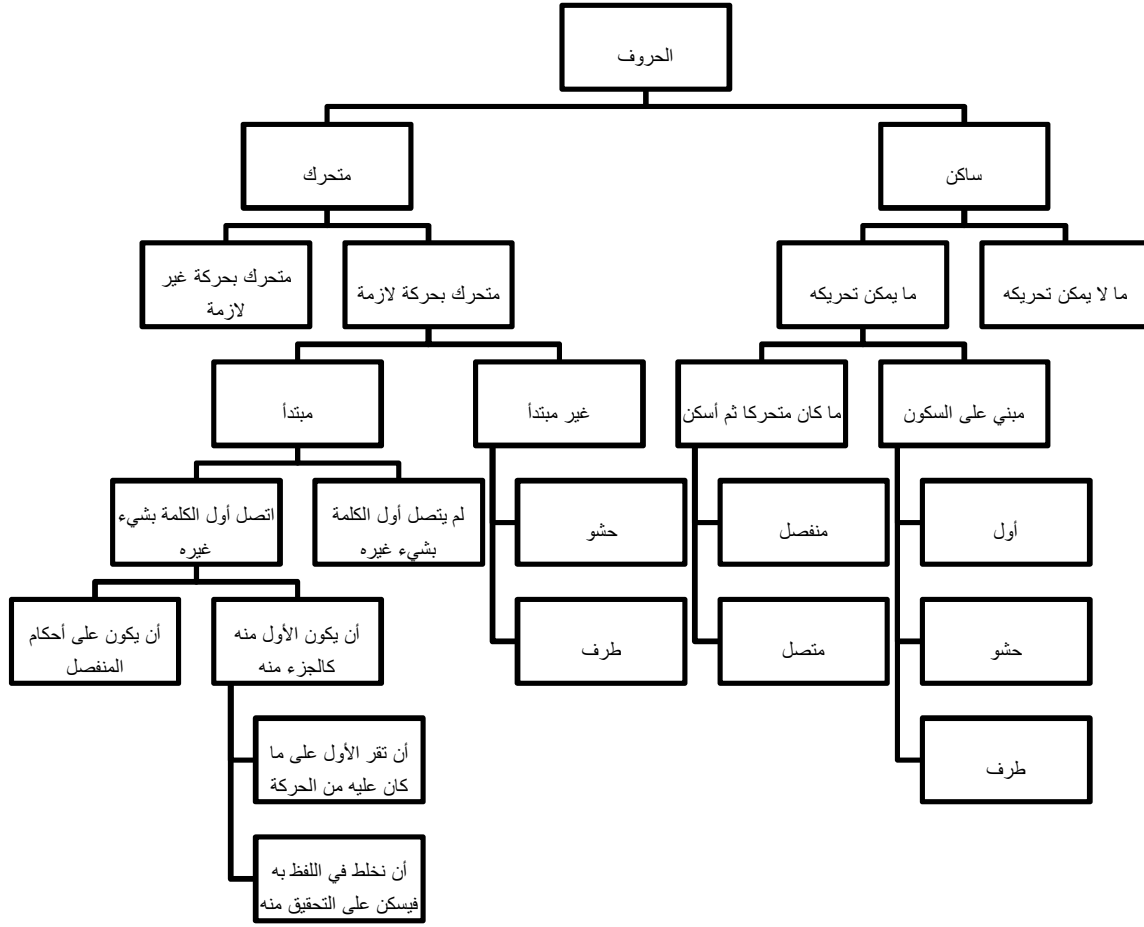 الحروف
ساكن
متحرك
ما لا يمكن تحريكه
ما يمكن تحريكه
متحرك بحركة لازمة
متحرك بحركة غير
لازمة
مبني على السكون
ما كان متحركا ثم أسكن
غير مبتدأ
مبتدأ
أول
منفصل
حشو
لم يتصل أول الكلمة
بشيء غيره
اتصل أول الكلمة بشيء
غيره
حشو
متصل
طرف
أن يكون الأول منه
كالجزء منه
أن يكون على أحكام
المنفصل
طرف
أن تقر الأول على ما
كان عليه من الحركة
أن نخلط في اللفظ به
فيسكن على التحقيق منه